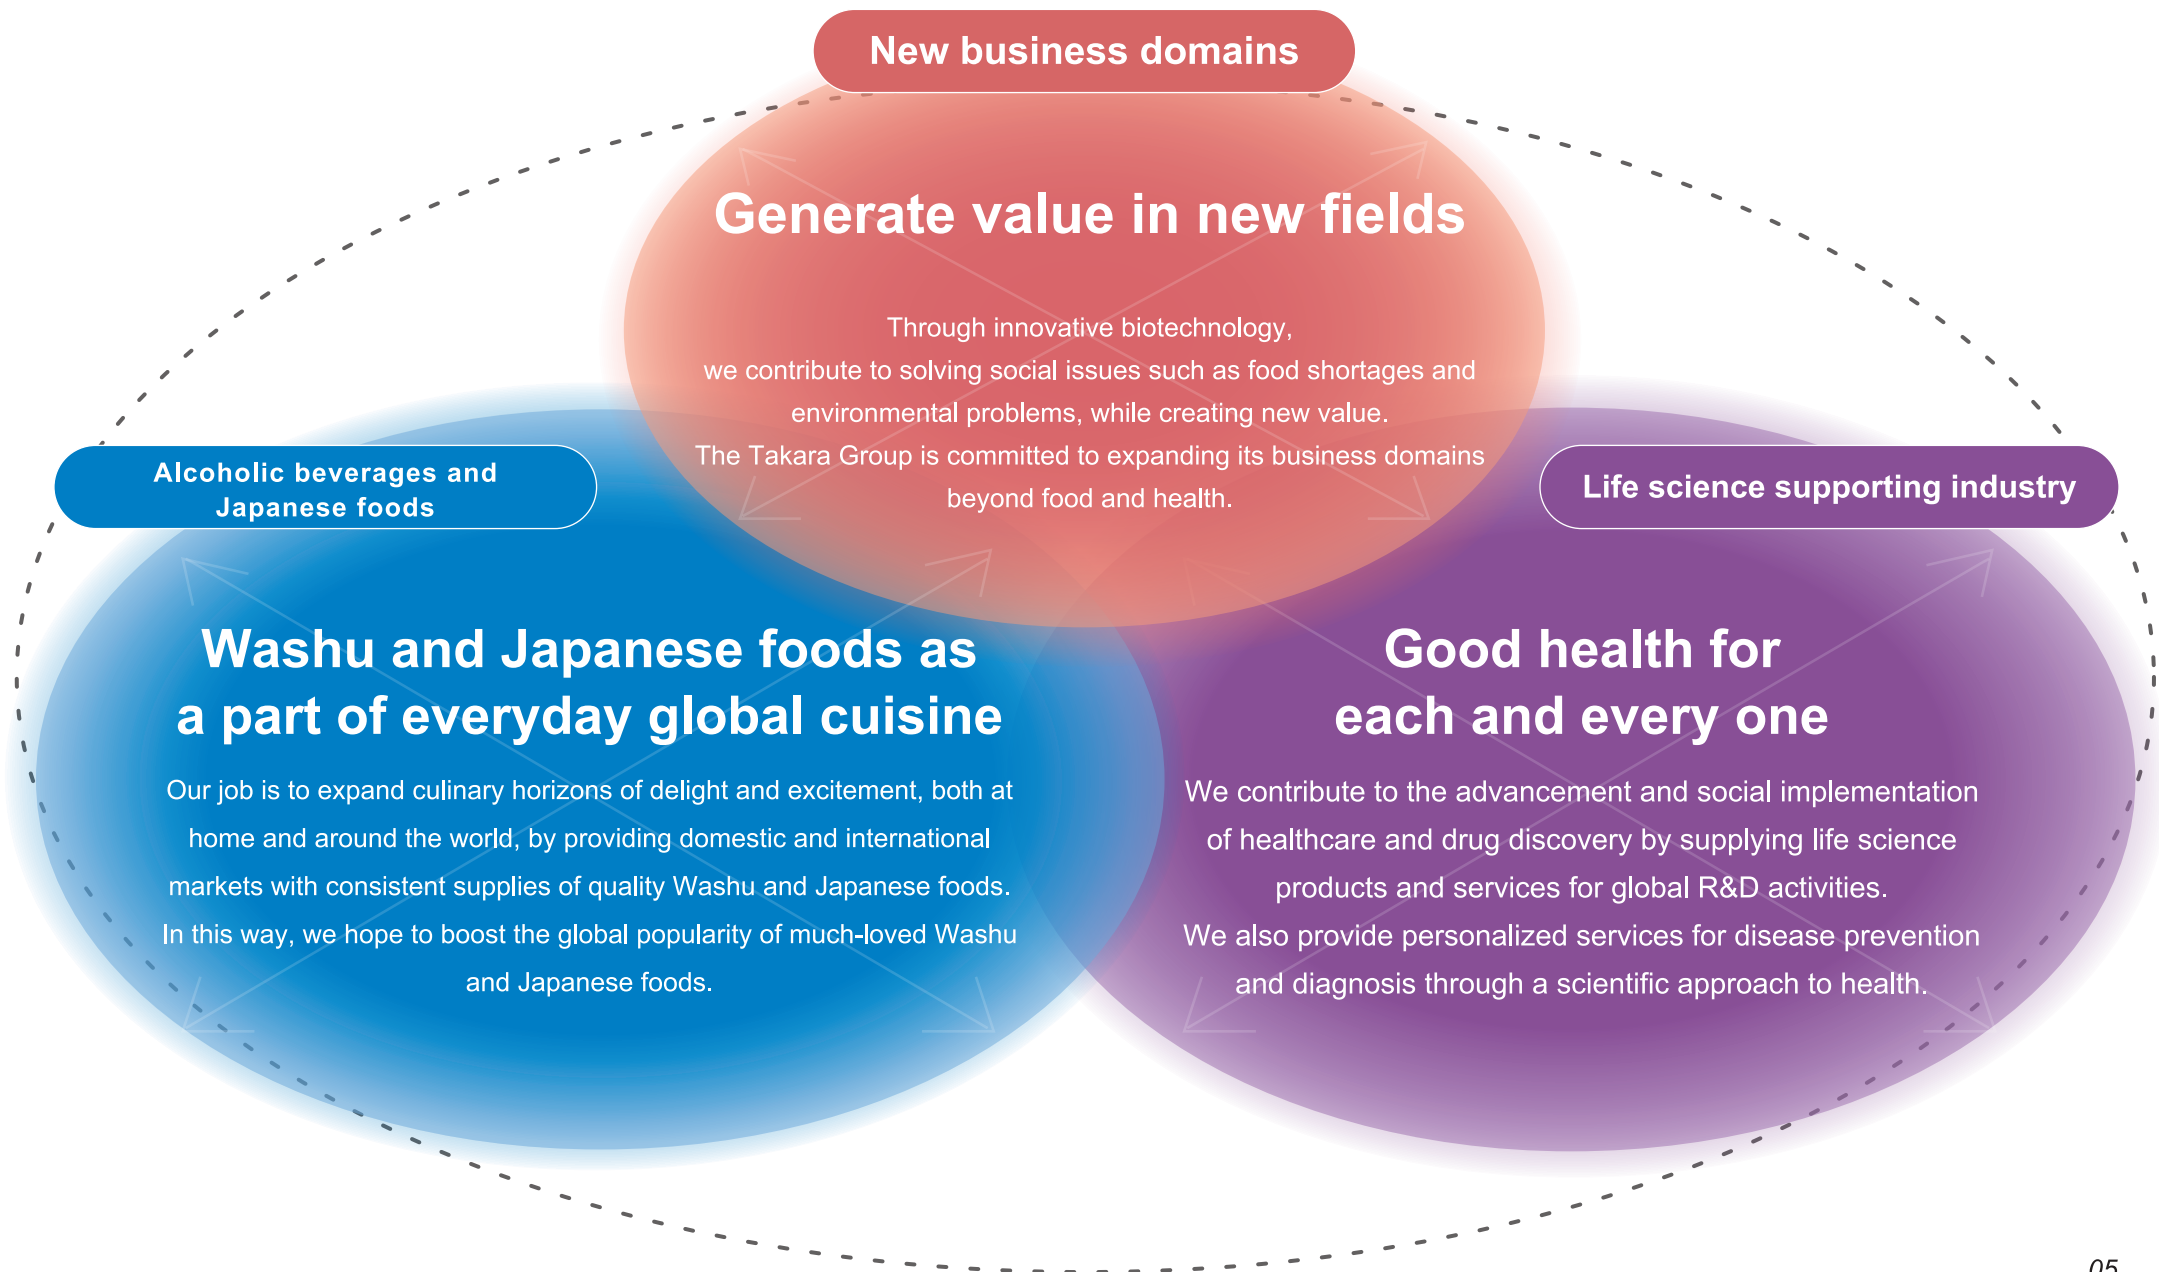 New business domains
Generate value in new fields
Through innovative biotechnology,
we contribute to solving social issues such as food shortages and
environmental problems, while creating new value.
The Takara Group is committed to expanding its business domains
beyond food and health.
Alcoholic beverages and
Japanese foods
Washu and Japanese foods as
a part of everyday global cuisine
Our job is to expand culinary horizons of delight and excitement, both at
home and around the world, by providing domestic and international
markets with consistent supplies of quality Washu and Japanese foods.
In this way, we hope to boost the global popularity of much-loved Washu
and Japanese foods.
Life science supporting industry
Good health for
each and every one
We contribute to the advancement and social implementation
of healthcare and drug discovery by supplying life science
products and services for global R&D activities.
We also provide personalized services for disease prevention
and diagnosis through a scientific approach to health.
05